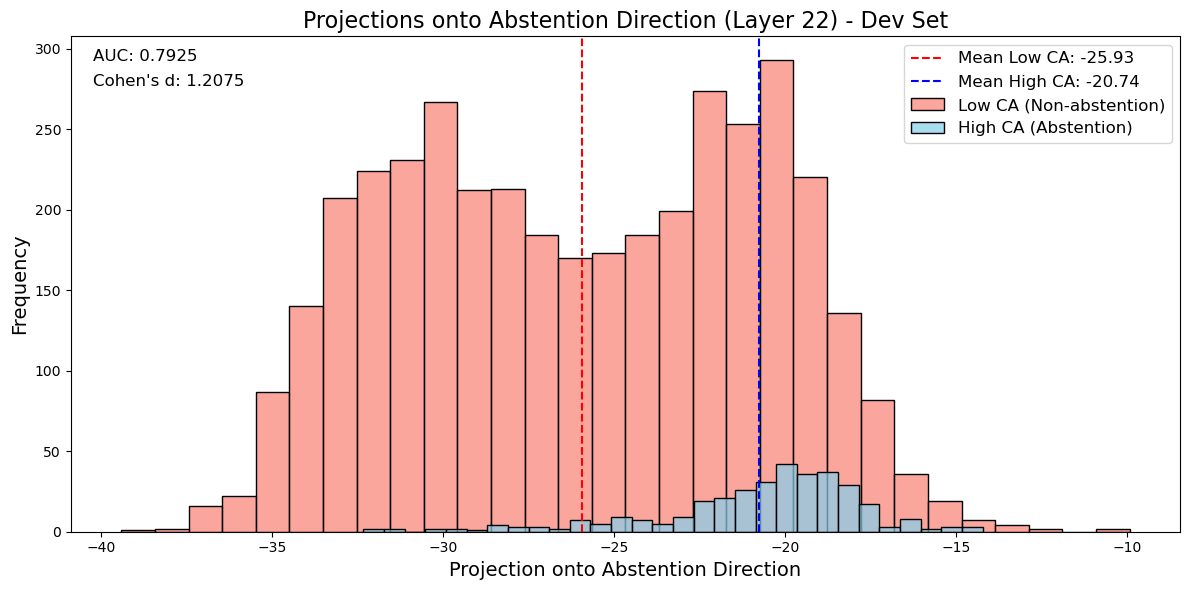 Projections onto Abstention Direction (Layer 22) - Dev Set
AUC: 0.7925
Cohen's d: 1.2075
Mean Low CA: -25.93
Mean High CA: -20.74
Low CA (Non-abstention)
High CA (Abstention)
Frequency
300
250
200
150
100
50
0
−40 −35 −30 −25 −20 −15 −10
Projection onto Abstention Direction